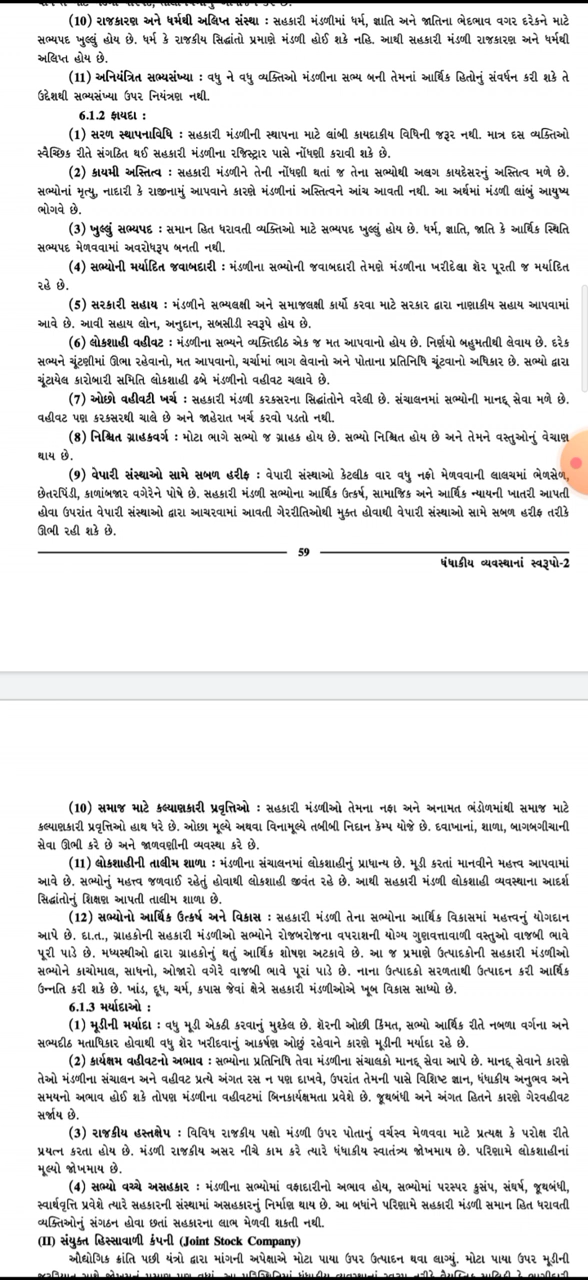 (10) રાજકારણ અને ધર્મથી અલિપ્ત સંસ્થા : સહકારી મંડળીમાં ધર્મ, જ્ઞાતિ અને જાતિના ભેદભાવ વગર દરેકને માટે
સભ્યપદ ખુલ્લું હોય છે. ધર્મ કે રાજકીય સિદ્ધાંતો પ્રમાણે મંડળી હોઈ શકે નહિ. આથી સહકારી મંડળી રાજકારણ અને ધર્મથી
અલિપ્ત હોય છે.
(11) અનિયંત્રિત સભ્યસંખ્યા : વધુ ને વધુ વ્યક્તિઓ મંડળીના સભ્ય બની તેમનાં આર્થિક હિતોનું સંવર્ધન કરી શકે તે
ઉદેશથી સભ્યસંખ્યા ઉપર નિયંત્રણ નથી.
6.1.2 ફાયદા :
(1) સરળ સ્થાપનાવિધિ : સહકારી મંડળીની સ્થાપના માટે લાંબી કાયદાકીય વિધિની જરૂર નથી. માત્ર દસ વ્યક્તિઓ
સ્વૈચ્છિક રીતે સંગઠિત થઈ સહકારી મંડળીના રજિસ્ટ્રાર પાસે નોંધણી કરાવી શકે છે.
(2) કાયમી અસ્તિત્વ : સહકારી મંડળીને તેની નોંધણી થતાં જ તેના સભ્યોથી અલગ કાયદેસરનું અસ્તિત્વ મળે છે.
સભ્યોનાં મૃત્યુ, નાદારી કે રાજીનામું આપવાને કારણે મંડળીનાં અસ્તિત્વને આંચ આવતી નથી. આ અર્થમાં મંડળી લાંબું આયુષ્ય
ભોગવે છે.
(3) ખુલ્લું સભ્યપદ : સમાન હિત ધરાવતી વ્યક્તિઓ માટે સભ્યપદ ખુલ્લું હોય છે. ધર્મ, જ્ઞાતિ, જાતિ કે આર્થિક સ્થિતિ
સભ્યપદ મેળવવામાં અવરોધરૂપ બનતી નથી.
(4) સભ્યોની મર્યાદિત જવાબદારી : મંડળીના સભ્યોની જવાબદારી તેમણે મંડળીના ખરીદેલા શૅર પૂરતી જ મર્યાદિત
રહે છે.
(5) સરકારી સહાય : મંડળીને સભ્યલક્ષી અને સમાજલક્ષી કાર્યો કરવા માટે સરકાર દ્વારા નાણાકીય સહાય આપવામાં
આવે છે. આવી સહાય લોન, અનુદાન, સબસીડી સ્વરૂપે હોય છે.
(6) લોકશાહી વહીવટ : મંડળીના સભ્યને વ્યક્તિદીઠ એક જ મત આપવાનો હોય છે. નિર્ણયો બહુમતીથી લેવાય છે. દરેક
સભ્યને ચૂંટણીમાં ઊભા રહેવાનો, મત આપવાનો, ચર્ચામાં ભાગ લેવાનો અને પોતાના પ્રતિનિધિ ચૂંટવાનો અધિકાર છે. સભ્યો દ્વારા
ચૂંટાયેલ કારોબારી સમિતિ લોકશાહી ઢબે મંડળીનો વહીવટ ચલાવે છે.
(7) ઓછો વહીવટી ખર્ચ : સહકારી મંડળી કરકસરના સિદ્ધાંતોને વરેલી છે. સંચાલનમાં સભ્યોની માનદ્ સેવા મળે છે.
વહીવટ પણ કરકસરથી ચાલે છે અને જાહેરાત ખર્ચ કરવો પડતો નથી.
(8) નિશ્ચિત ગ્રાહકવર્ગ : મોટા ભાગે સભ્યો જ ગ્રાહક હોય છે. સભ્યો નિશ્ચિત હોય છે અને તેમને વસ્તુઓનું વેચાણ
થાય છે.
(9) વેપારી સંસ્થાઓ સામે સબળ હરીફ : વેપારી સંસ્થાઓ કેટલીક વાર વધુ નફો મેળવવાની લાલચમાં ભેળસેળ,
છેતરપિંડી, કાળાંબજાર વગેરેને પોષે છે. સહકારી મંડળી સભ્યોના આર્થિક ઉત્કર્ષ, સામાજિક અને આર્થિક ન્યાયની ખાતરી આપતી
હોવા ઉપરાંત વેપારી સંસ્થાઓ દ્વારા આચરવામાં આવતી ગેરરીતિઓથી મુક્ત હોવાથી વેપારી સંસ્થાઓ સામે સબળ હરીફ તરીકે
ઊભી રહી શકે છે.
59
ધંધાકીય વ્યવસ્થાનાં સ્વરૂપો-2
(10) સમાજ માટે કલ્યાણકારી પ્રવૃત્તિઓ : સહકારી મંડળીઓ તેમના નફા અને અનામત ભંડોળમાંથી સમાજ માટે
કલ્યાણકારી પ્રવૃત્તિઓ હાથ ધરે છે. ઓછા મૂલ્યે અથવા વિનામૂલ્યે તબીબી નિદાન કેમ્પ યોજે છે. દવાખાનાં, શાળા, બાગબગીચાની
સેવા ઊભી કરે છે અને જાળવણીની વ્યવસ્થા કરે છે.
(11) લોકશાહીની તાલીમ શાળા : મંડળીના સંચાલનમાં લોકશાહીનું પ્રાધાન્ય છે. મૂડી કરતાં માનવીને મહત્ત્વ આપવામાં
આવે છે. સભ્યોનું મહત્ત્વ જળવાઈ રહેતું હોવાથી લોકશાહી જીવંત રહે છે. આથી સહકારી મંડળી લોકશાહી વ્યવસ્થાના આદર્શ
સિદ્ધાંતોનું શિક્ષણ આપતી તાલીમ શાળા છે.
(12) સભ્યોનો આર્થિક ઉત્કર્ષ અને વિકાસ : સહકારી મંડળી તેના સભ્યોના આર્થિક વિકાસમાં મહત્ત્વનું યોગદાન
આપે છે. દા.ત., ગ્રાહકોની સહકારી મંડળીઓ સભ્યોને રોજબરોજના વપરાશની યોગ્ય ગુણવત્તાવાળી વસ્તુઓ વાજબી ભાવે
પૂરી પાડે છે. મધ્યસ્થીઓ દ્વારા ગ્રાહકોનું થતું આર્થિક શોષણ અટકાવે છે. આ જ પ્રમાણે ઉત્પાદકોની સહકારી મંડળીઓ
સભ્યોને કાચોમાલ, સાધનો, ઓજારો વગેરે વાજબી ભાવે પૂરાં પાડે છે. નાના ઉત્પાદકો સરળતાથી ઉત્પાદન કરી આર્થિક
ઉન્નતિ કરી શકે છે. ખાંડ, દૂધ, ચર્મ, કપાસ જેવાં ક્ષેત્રે સહકારી મંડળીઓએ ખૂબ વિકાસ સાધ્યો છે.
6.1.3 મર્યાદાઓ :
(1) મૂડીની મર્યાદા : વધુ મૂડી એકઠી કરવાનું મુશ્કેલ છે. શૅરની ઓછી કિંમત, સભ્યો આર્થિક રીતે નબળા વર્ગના અને
સભ્યદીઠ મતાધિકાર હોવાથી વધુ શૅર ખરીદવાનું આકર્ષણ ઓછું રહેવાને કારણે મૂડીની મર્યાદા રહે છે.
(2) કાર્યક્ષમ વહીવટનો અભાવ : સભ્યોના પ્રતિનિધિ તેવા મંડળીના સંચાલકો માનદ્ સેવા આપે છે. માનદ્ સેવાને કારણે
તેઓ મંડળીના સંચાલન અને વહીવટ પ્રત્યે અંગત રસ ન પણ દાખવે, ઉપરાંત તેમની પાસે વિશિષ્ટ જ્ઞાન, ધંધાકીય અનુભવ અને
સમયનો અભાવ હોઈ શકે તોપણ મંડળીના વહીવટમાં બિનકાર્યક્ષમતા પ્રવેશે છે. જૂથબંધી અને અંગત હિતને કારણે ગેરવહીવટ
સર્જાય છે.
(3) રાજકીય હસ્તક્ષેપ : વિવિધ રાજકીય પક્ષો મંડળી ઉપર પોતાનું વર્ચસ્વ મેળવવા માટે પ્રત્યક્ષ કે પરોક્ષ રીતે
પ્રયત્ન કરતા હોય છે. મંડળી રાજકીય અસર નીચે કામ કરે ત્યારે ધંધાકીય સ્વાતંત્ર્ય જોખમાય છે. પરિણામે લોકશાહીનાં
મૂલ્યો જોખમાય છે.
(4) સભ્યો વચ્ચે અસહકાર : મંડળીના સભ્યોમાં વફાદારીનો અભાવ હોય, સભ્યોમાં પરસ્પર કુસંપ, સંઘર્ષ, જૂથબંધી,
સ્વાર્થવૃત્તિ પ્રવેશે ત્યારે સહકારની સંસ્થામાં અસહકારનું નિર્માણ થાય છે. આ બધાંને પરિણામે સહકારી મંડળી સમાન હિત ધરાવતી
વ્યક્તિઓનું સંગઠન હોવા છતાં સહકારના લાભ મેળવી શકતી નથી.
(II) સંયુક્ત હિસ્સાવાળી કંપની (Joint Stock Company)
ઔદ્યોગિક ક્રાંતિ પછી યંત્રો દ્વારા માંગની અપેક્ષાએ મોટા પાયા ઉપર ઉત્પાદન થવા લાગ્યું. મોટા પાયા ઉપર મૂડીની